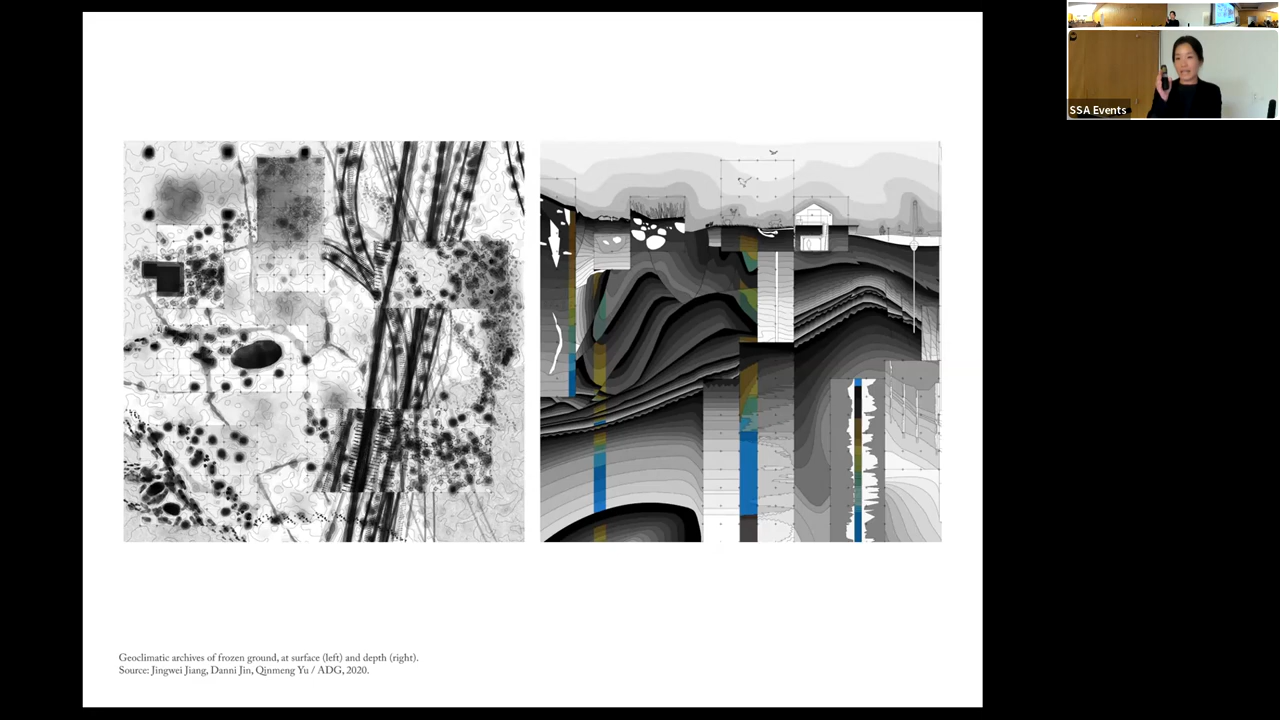 SSA Events
Geoclimatic archives of frozen ground, at surface (left) and depth (right).
Source: Jingwei Jiang, Danni Jin, Qinmeng Yu / ADG, 2020.